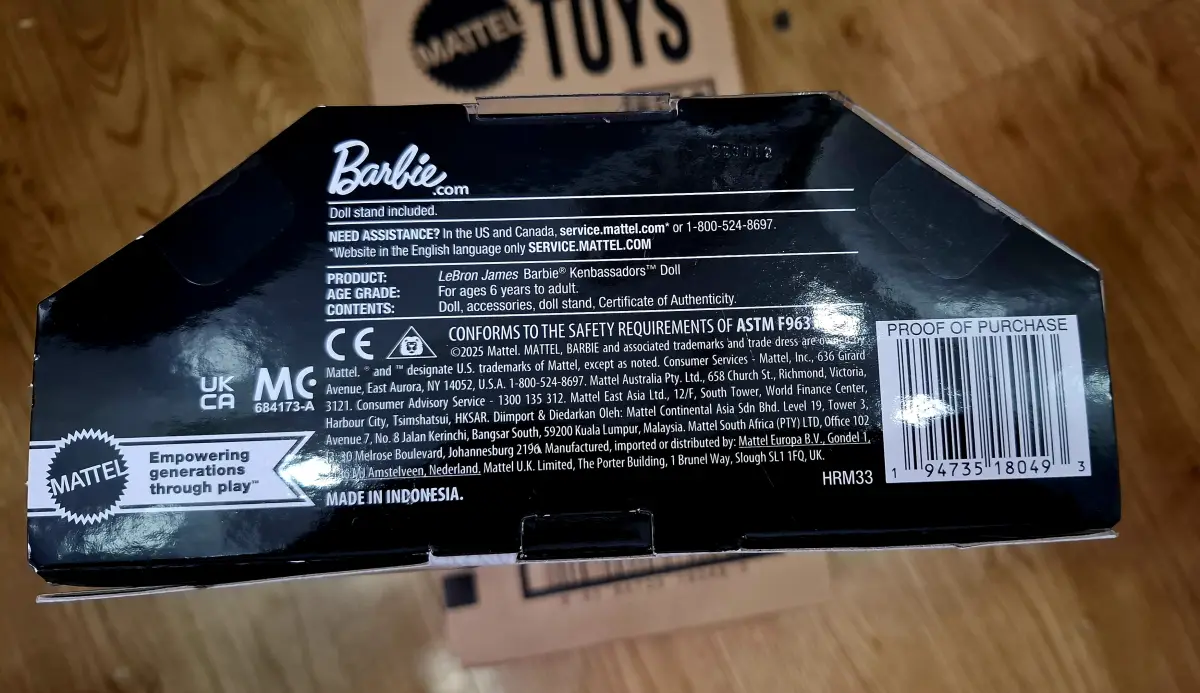 MATTEL TOYS
Barbie
.com
Doll stand included.
NEED ASSISTANCE? In the US and Canada, service.mattel.com* or 1-800-524-8697.
*Website in the English language only SERVICE.MATTEL.COM
PRODUCT: LeBron James Barbie® Kenbassadors™ Doll
AGE GRADE: For ages 6 years to adult.
CONTENTS: Doll, accessories, doll stand, Certificate of Authenticity.
CE CONFORMS TO THE SAFETY REQUIREMENTS OF ASTM F963
©2025 Mattel. MATTEL, BARBIE and associated trademarks and trade dress are owned by
Mattel. ® and ™ designate U.S. trademarks of Mattel, except as noted. Consumer Services - Mattel, Inc., 636 Girard
Avenue, East Aurora, NY 14052, U.S.A. 1-800-524-8697. Mattel Australia Pty. Ltd., 658 Church St., Richmond, Victoria,
3121. Consumer Advisory Service - 1300 135 312. Mattel East Asia Ltd., 12/F, South Tower, World Finance Center,
Harbour City, Tsimshatsui, HKSAR. Diimport & Diedarkan Oleh: Mattel Continental Asia Sdn Bhd. Level 19, Tower 3,
Avenue 7, No. 8 Jalan Kerinchi, Bangsar South, 59200 Kuala Lumpur, Malaysia. Mattel South Africa (PTY) LTD, Office 102
30 Melrose Boulevard, Johannesburg 2196. Manufactured, imported or distributed by: Mattel Europa B.V., Gondel 1,
MJ Amstelveen, Nederland, Mattel U.K. Limited, The Porter Building, 1 Brunel Way, Slough SL1 1FQ, UK.
MADE IN INDONESIA.
UK
CA
MC
684173-A
MATTEL
Empowering
generations
through play™
HRM33
PROOF OF PURCHASE
1 94735 18049 3